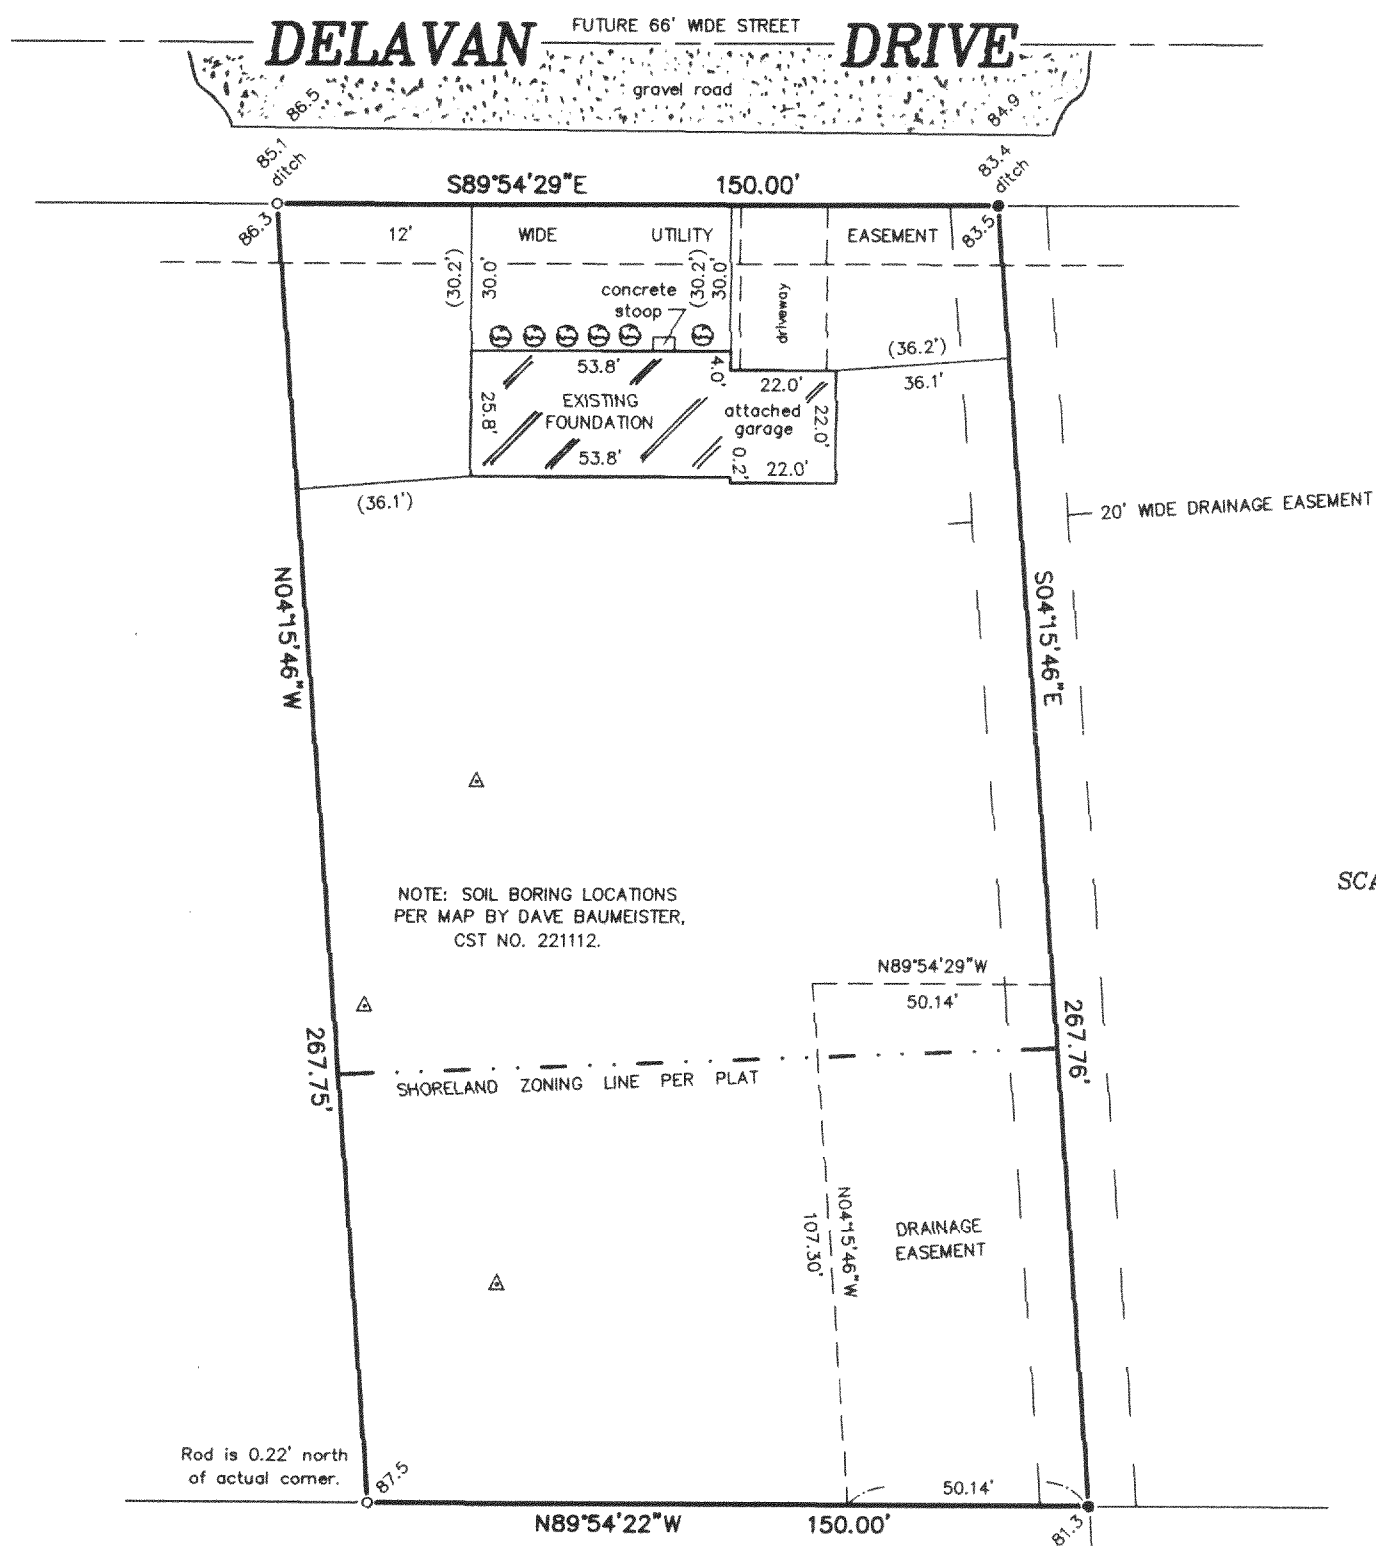 FUTURE 66' WIDE STREET
DELAVAN DRIVE
gravel road
86.5
84.9
85.1
ditch
83.4
ditch
S89°54'29"E 150.00'
86.3
83.5
12' WIDE UTILITY EASEMENT
(30.2')
30.0'
(30.2')
30.0'
concrete
stoop
driveway
(36.2')
36.1'
53.8'
4.0'
22.0'
25.8'
EXISTING
FOUNDATION
attached
garage
22.0'
53.8'
0.2'
22.0'
(36.1')
20' WIDE DRAINAGE EASEMENT
N04°15'46"W
S04°15'46"E
SCA
NOTE: SOIL BORING LOCATIONS
PER MAP BY DAVE BAUMEISTER,
CST NO. 221112.
N89°54'29"W
50.14'
267.75'
267.76'
SHORELAND ZONING LINE PER PLAT
N04°15'46"W
107.30'
DRAINAGE
EASEMENT
Rod is 0.22' north
of actual corner.
87.5
50.14'
N89°54'22"W 150.00'
81.3